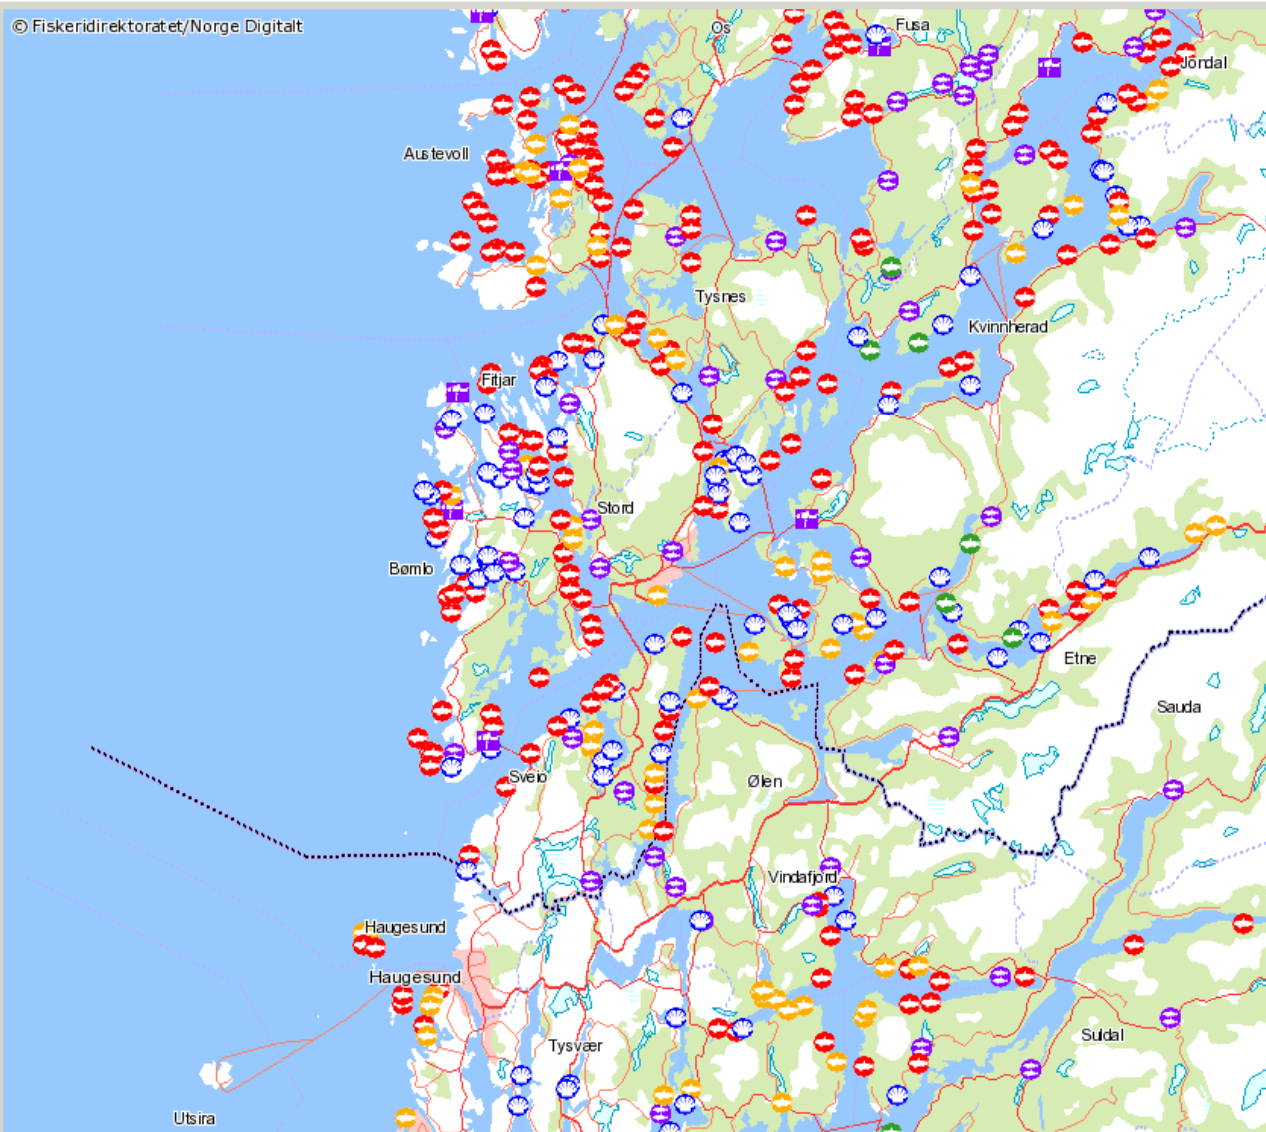 © Fiskeridirektoratet/Norge Digitalt
Os
Fusa
Jondal
Austevoll
Tysnes
Kvinnherad
Fitjar
Stord
Bømlo
Etne
Sauda
Sveio
Ølen
Vindafjord
Haugesund
Haugesund
Suldal
Tysvær
Utsira